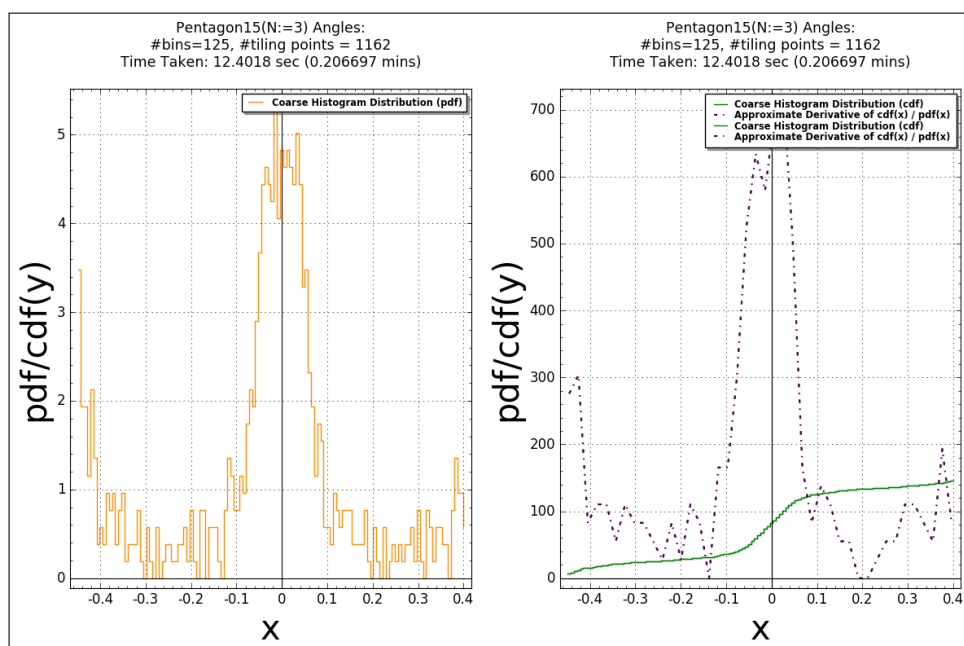 Pentagon15(N:=3) Angles:
#bins=125, #tiling points = 1162
Time Taken: 12.4018 sec (0.206697 mins)
Coarse Histogram Distribution (pdf)
pdf/cdf(y)
5
4
3
2
1
0
-0.4 -0.3 -0.2 -0.1 0 0.1 0.2 0.3 0.4
x
Pentagon15(N:=3) Angles:
#bins=125, #tiling points = 1162
Time Taken: 12.4018 sec (0.206697 mins)
Coarse Histogram Distribution (cdf)
Approximate Derivative of cdf(x) / pdf(x)
Coarse Histogram Distribution (cdf)
Approximate Derivative of cdf(x) / pdf(x)
pdf/cdf(y)
700
600
500
400
300
200
100
0
-0.4 -0.3 -0.2 -0.1 0 0.1 0.2 0.3 0.4
x